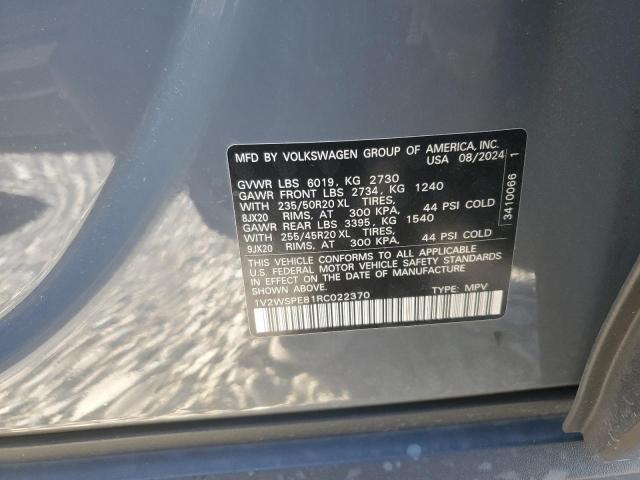 MFD BY VOLKSWAGEN GROUP OF AMERICA, INC.
USA 08/2024
GVWR LBS 6019, KG 2730
GAWR FRONT LBS 2734, KG 1240
WITH 235/50R20 XL TIRES,
8JX20 RIMS, AT 300 KPA, 44 PSI COLD
GAWR REAR LBS 3395, KG 1540
WITH 255/45R20 XL TIRES,
9JX20 RIMS, AT 300 KPA, 44 PSI COLD
THIS VEHICLE CONFORMS TO ALL APPLICABLE
U.S. FEDERAL MOTOR VEHICLE SAFETY STANDARDS
IN EFFECT ON THE DATE OF MANUFACTURE
SHOWN ABOVE.
1V2WSPE81RC022370 TYPE: MPV
3410066 1